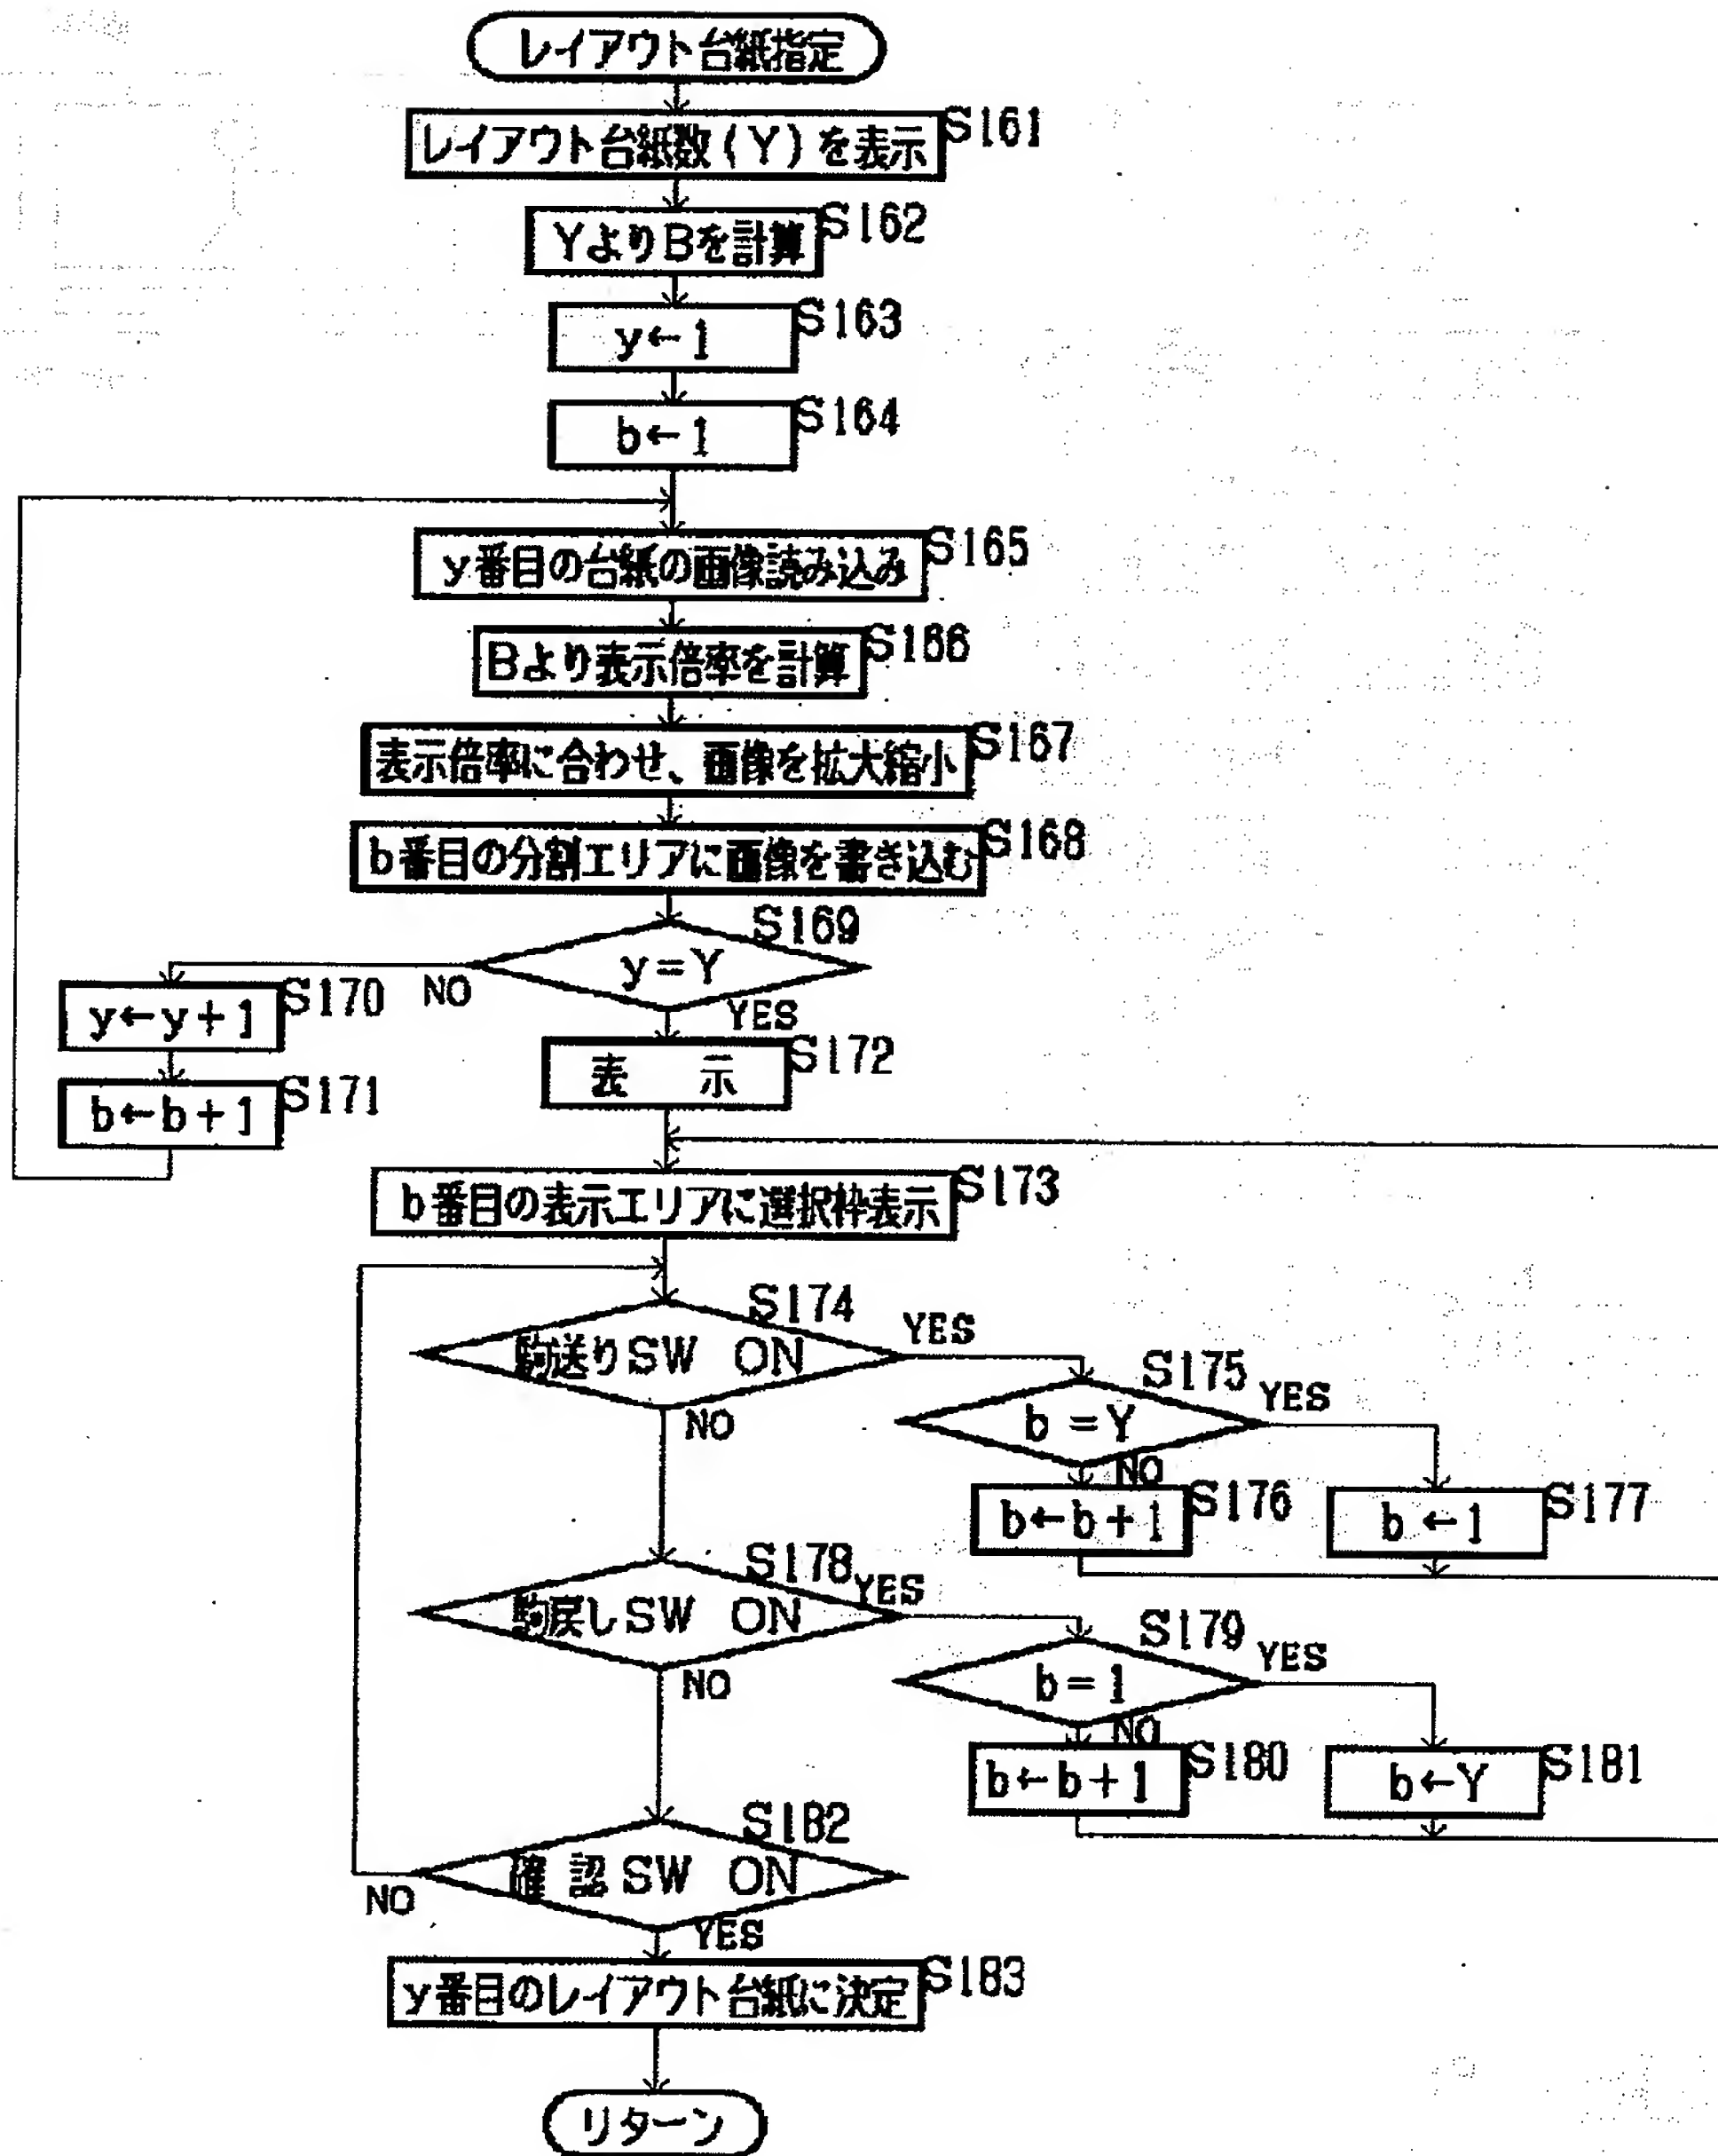 レイアウト台紙指定
レイアウト台紙数(Y)を表示
S161
YよりBを計算
S162
y←1
S163
b←1
S164
y番目の台紙の画像読み込み
S165
Bより表示倍率を計算
S166
表示倍率に合わせ、画像を拡大縮小
S167
b番目の分割エリアに画像を書き込む
S168
S169
y=Y
NO
YES
y←y+1
S170
b←b+1
S171
表 示
S172
b番目の表示エリアに選択枠表示
S173
S174
駒送りSW ON
YES
NO
S175
b=Y
YES
NO
b←b+1
S176
b←1
S177
S178
駒戻しSW ON
YES
NO
S179
b=1
YES
NO
b←b+1
S180
b←Y
S181
S182
確認SW ON
NO
YES
y番目のレイアウト台紙に決定
S183
リターン